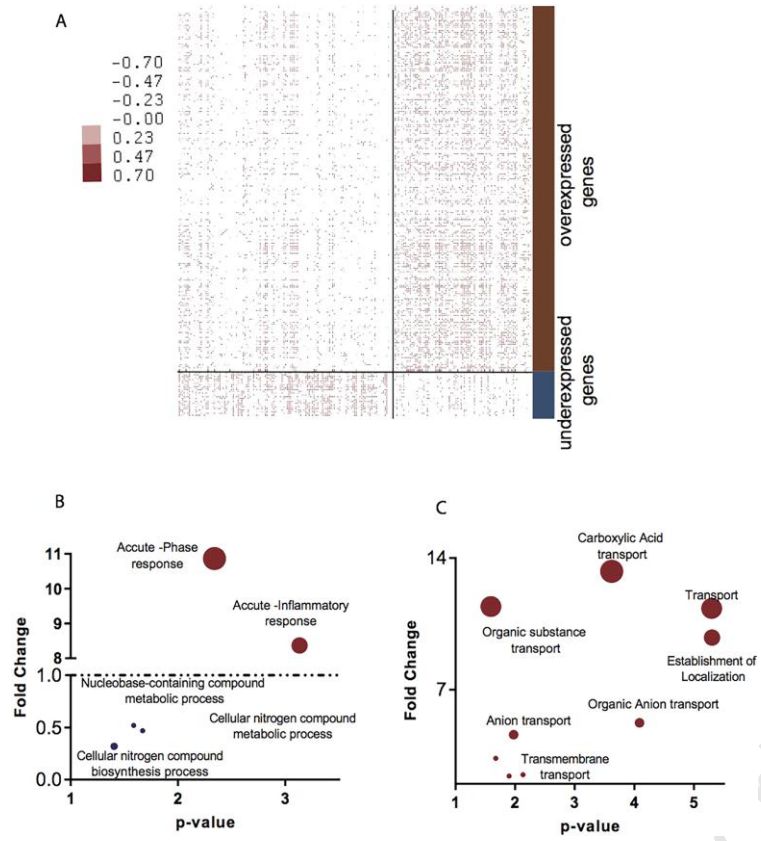 A
-0.70
-0.47
-0.23
-0.00
0.23
0.47
0.70
overexpressed
genes
underexpressed
genes
B
Fold Change
11
10
9
8
1.0
0.5
0.0
Accute -Phase
response
Accute -Inflammatory
response
Nucleobase-containing compound
metabolic process
Cellular nitrogen compound
metabolic process
Cellular nitrogen compound
biosynthesis process
1
2
3
p-value
C
Fold Change
14
7
Carboxylic Acid
transport
Transport
Organic substance
transport
Establishment of
Localization
Organic Anion transport
Anion transport
Transmembrane
transport
1
2
3
4
5
p-value